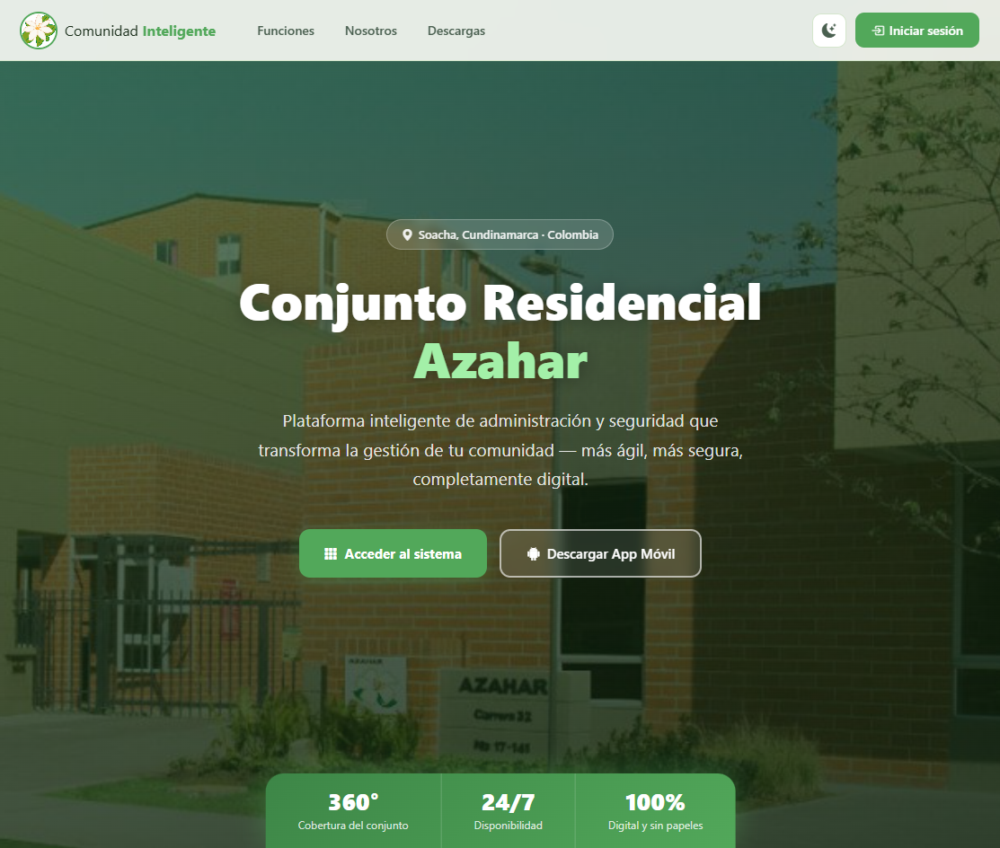 Comunidad Inteligente
Funciones
Nosotros
Descargas
Iniciar sesión
Soacha, Cundinamarca · Colombia
Conjunto Residencial
Azahar
Plataforma inteligente de administración y seguridad que
transforma la gestión de tu comunidad — más ágil, más segura,
completamente digital.
Acceder al sistema
Descargar App Móvil
AZAHAR
AZAHAR
Carrera 32
No 17-161
360°
Cobertura del conjunto
24/7
Disponibilidad
100%
Digital y sin papeles